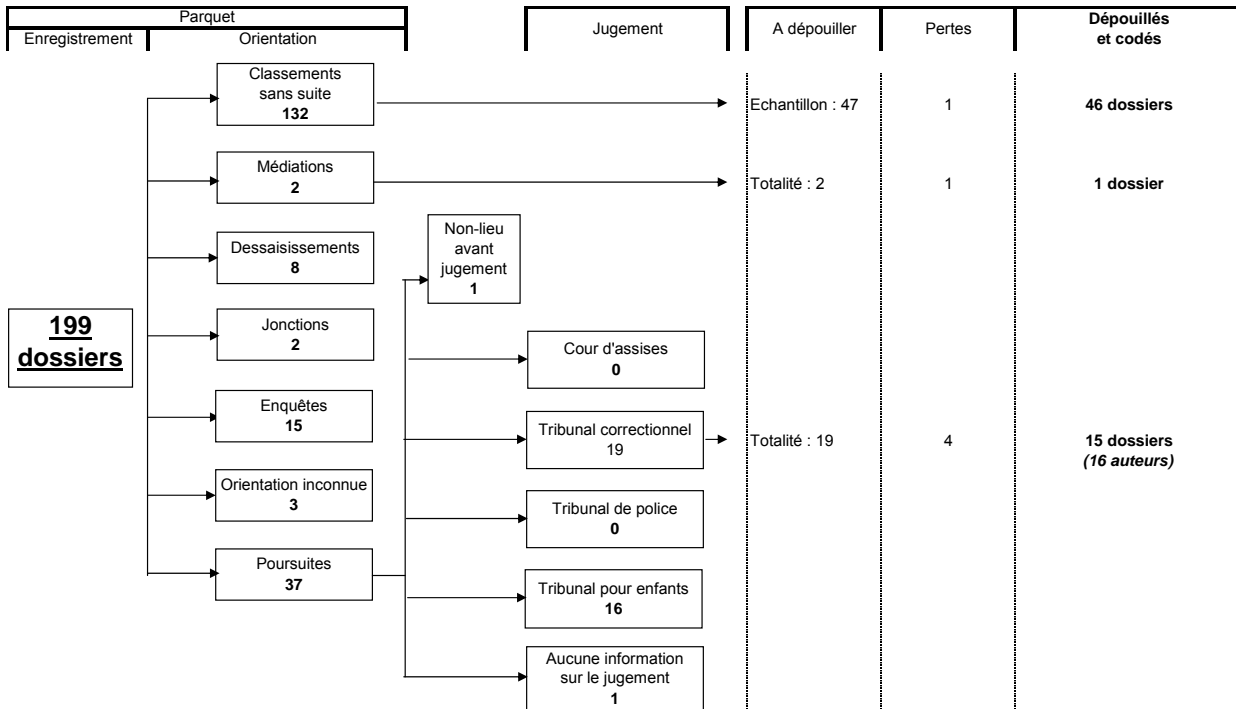 Parquet
Enregistrement
Orientation
Jugement
A dépouiller
Pertes
Dépouillés
et codés
Classements
sans suite
132
Echantillon : 47
1
46 dossiers
Médiations
2
Totalité : 2
1
1 dossier
Non-lieu
avant
jugement
1
Dessaisissements
8
199
dossiers
Jonctions
2
Cour d'assises
0
Enquêtes
15
Tribunal correctionnel
19
Totalité : 19
4
15 dossiers
(16 auteurs)
Orientation inconnue
3
Tribunal de police
0
Poursuites
37
Tribunal pour enfants
16
Aucune information
sur le jugement
1